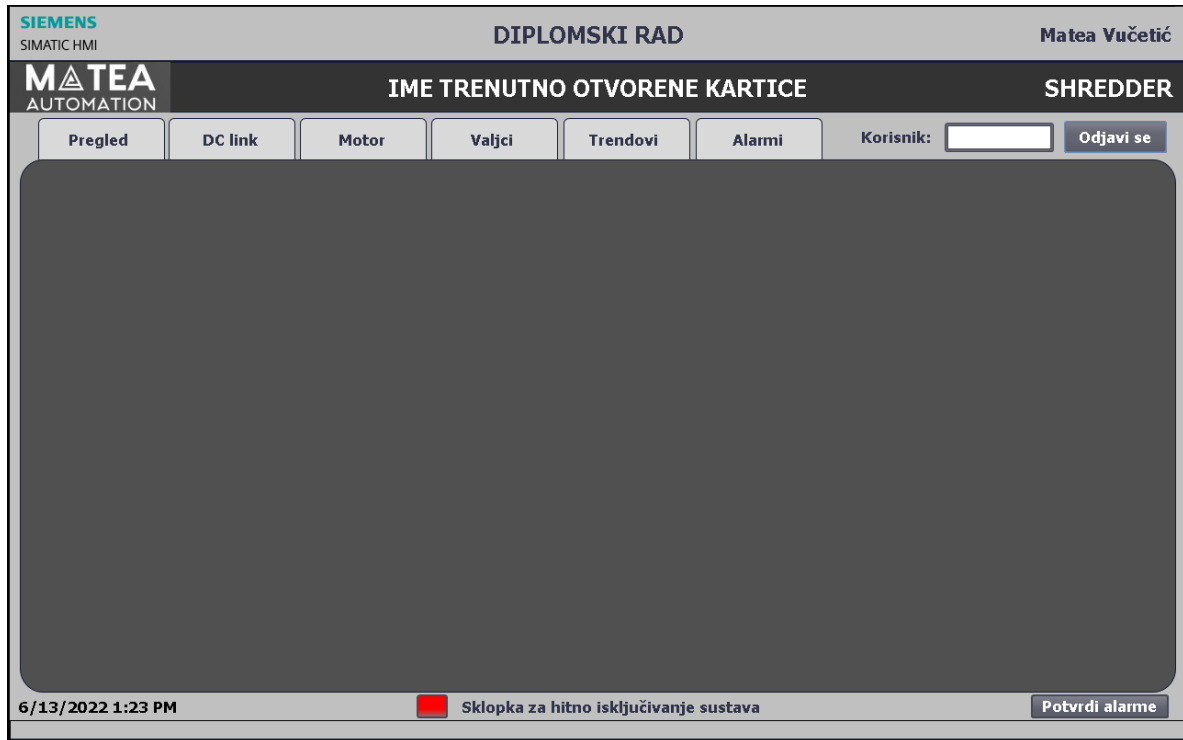 SIEMENS
SIMATIC HMI
DIPLOMSKI RAD
Matea Vučetić
MATEA
AUTOMATION
IME TRENUTNO OTVORENE KARTICE
SHREDDER
Pregled
DC link
Motor
Valjci
Trendovi
Alarmi
Korisnik:
Odjavi se
6/13/2022 1:23 PM
Sklopka za hitno isključivanje sustava
Potvrdi alarme